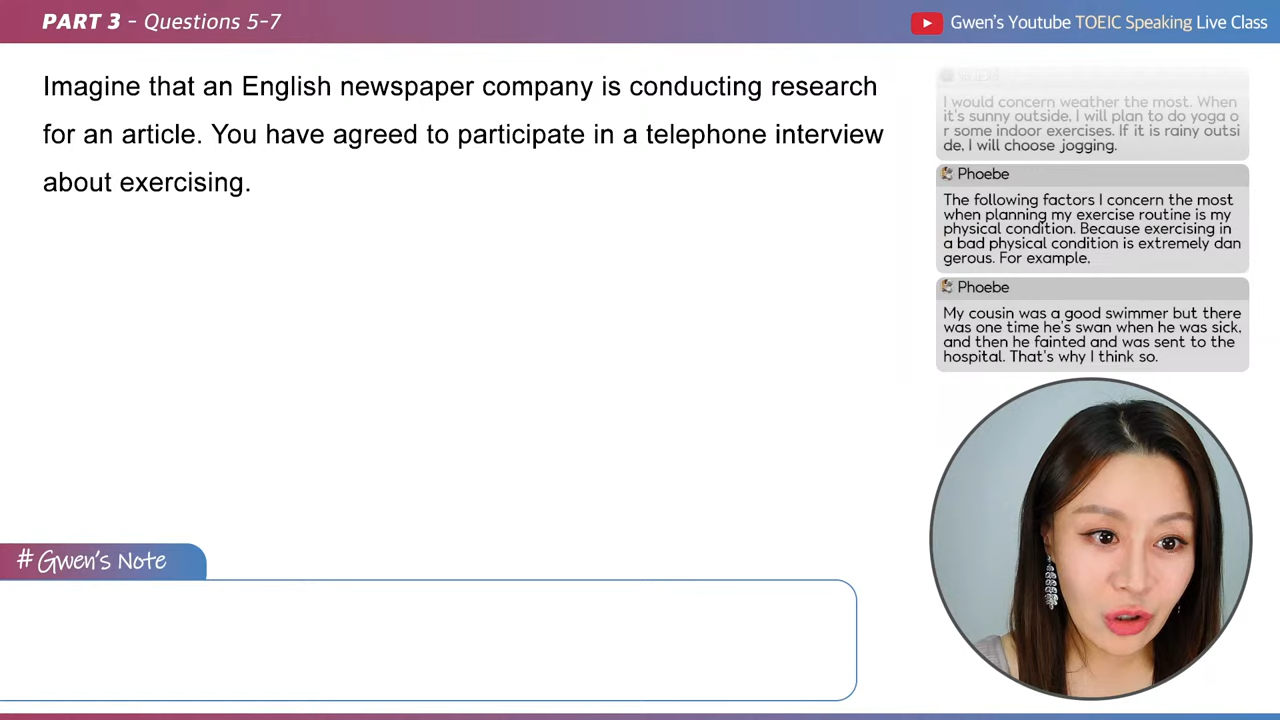 PART 3 - Questions 5-7
Gwen's Youtube TOEIC Speaking Live Class
Imagine that an English newspaper company is conducting research
for an article. You have agreed to participate in a telephone interview
about exercising.
I would concern weather the most. When
it's sunny outside, I will plan to do yoga o
r some indoor exercises. If it is rainy outsi
de, I will choose jogging.
Phoebe
The following factors I concern the most
when planning my exercise routine is my
physical condition. Because exercising in
a bad physical condition is extremely dan
gerous. For example,
Phoebe
My cousin was a good swimmer but there
was one time he's swan when he was sick,
and then he fainted and was sent to the
hospital. That's why I think so.
# Gwen's Note